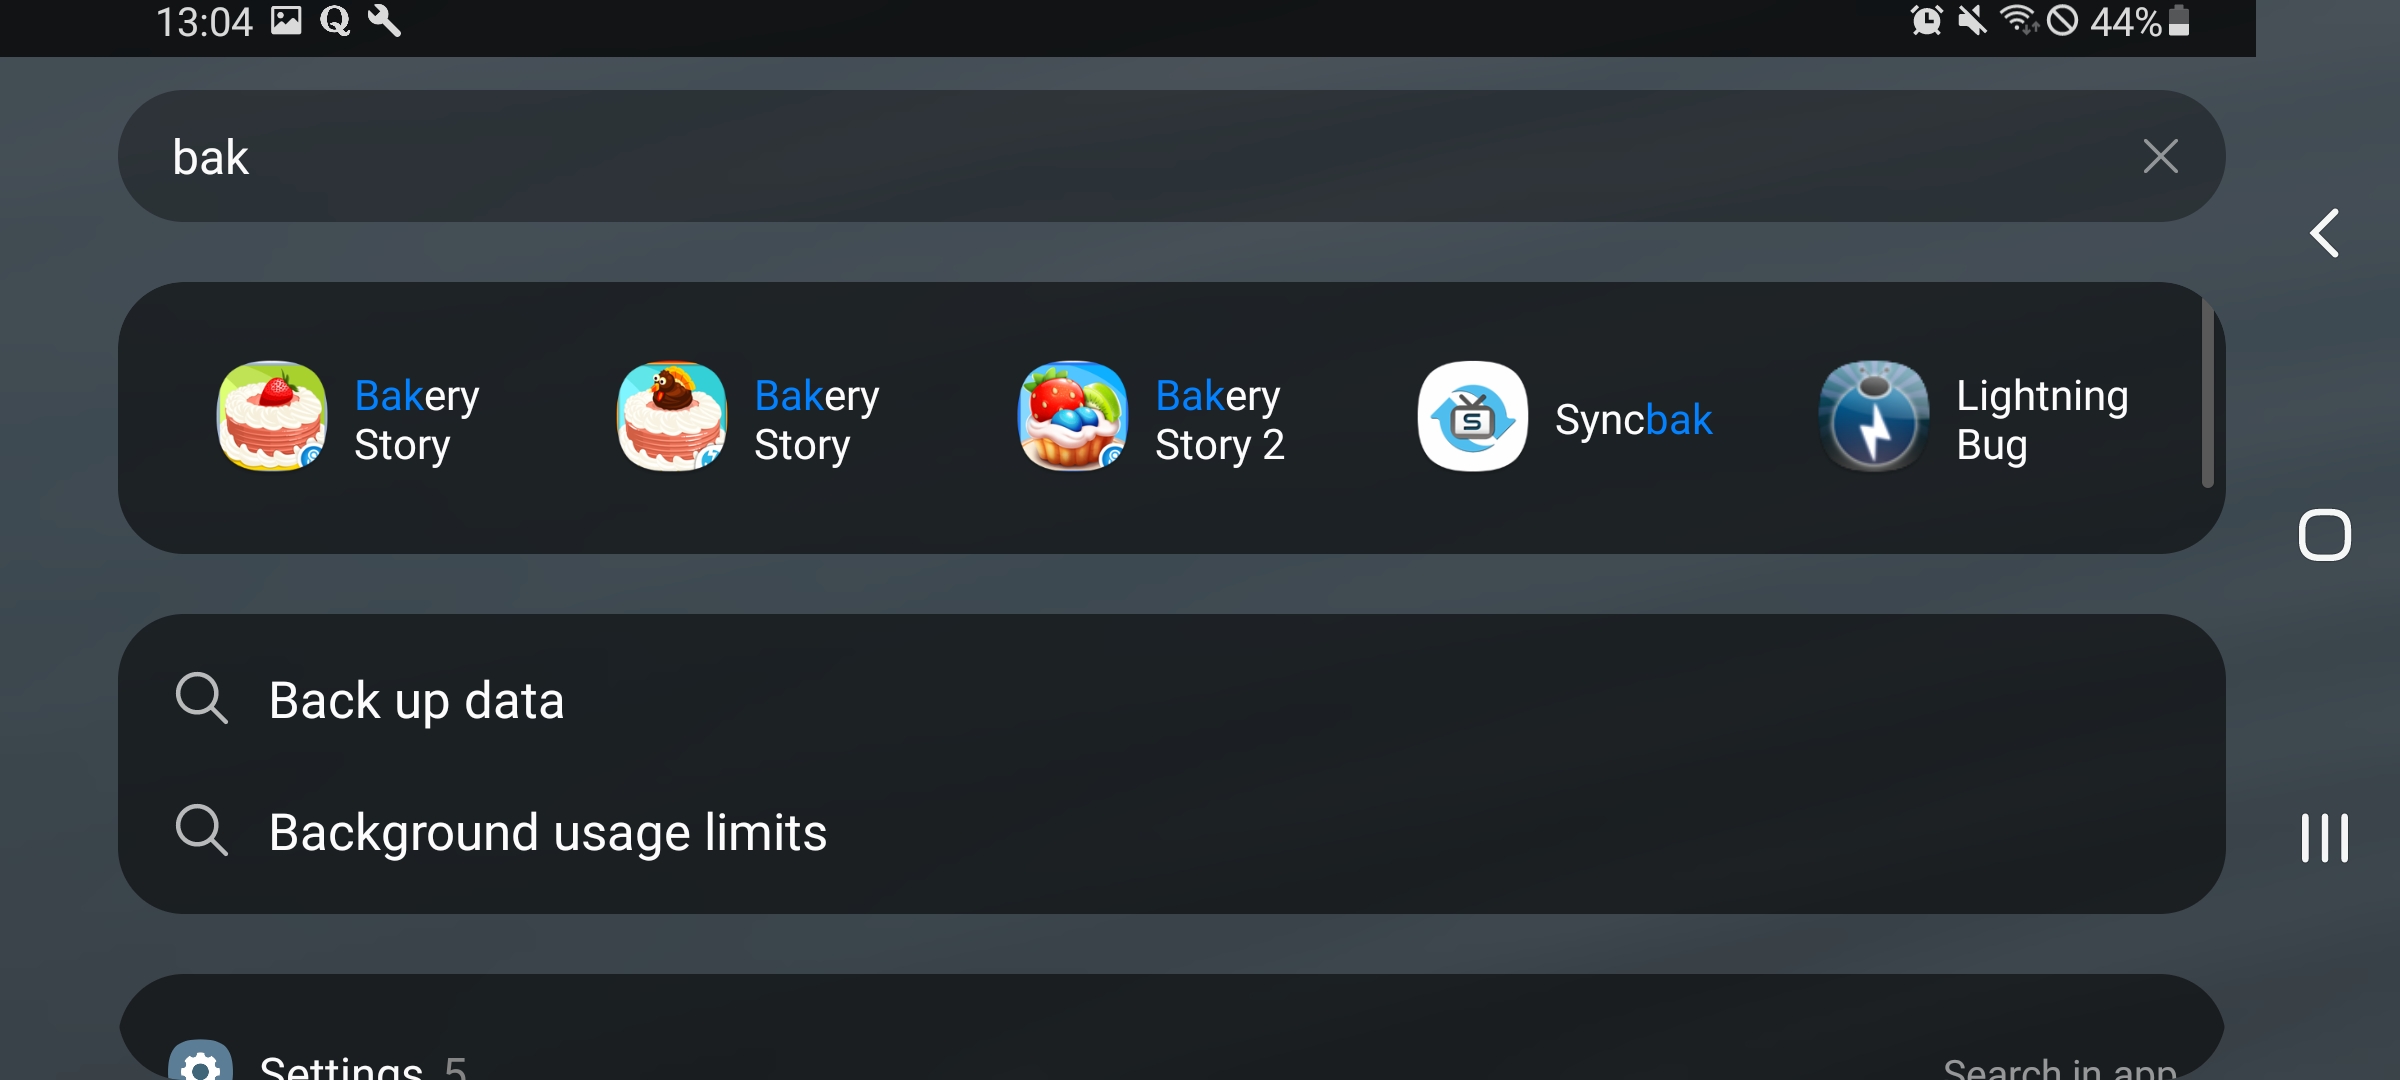 13:04
44%
bak
Bakery
Story
Bakery
Story
Bakery
Story 2
Syncbak
Lightning
Bug
Back up data
Background usage limits
Settings 5
Search in app